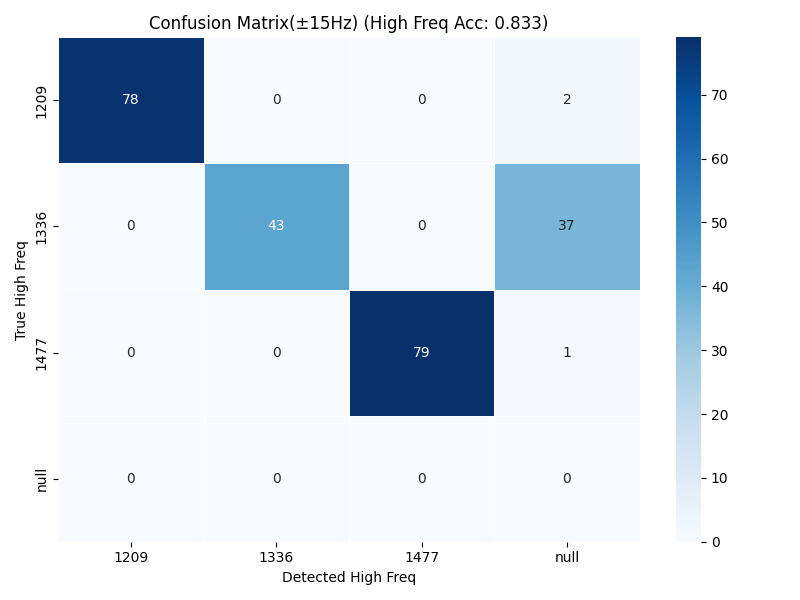 Confusion Matrix(±15Hz) (High Freq Acc: 0.833)
True High Freq
1209 78 0 0 2
1336 0 43 0 37
1477 0 0 79 1
null 0 0 0 0
1209 1336 1477 null
Detected High Freq
70
60
50
40
30
20
10
0